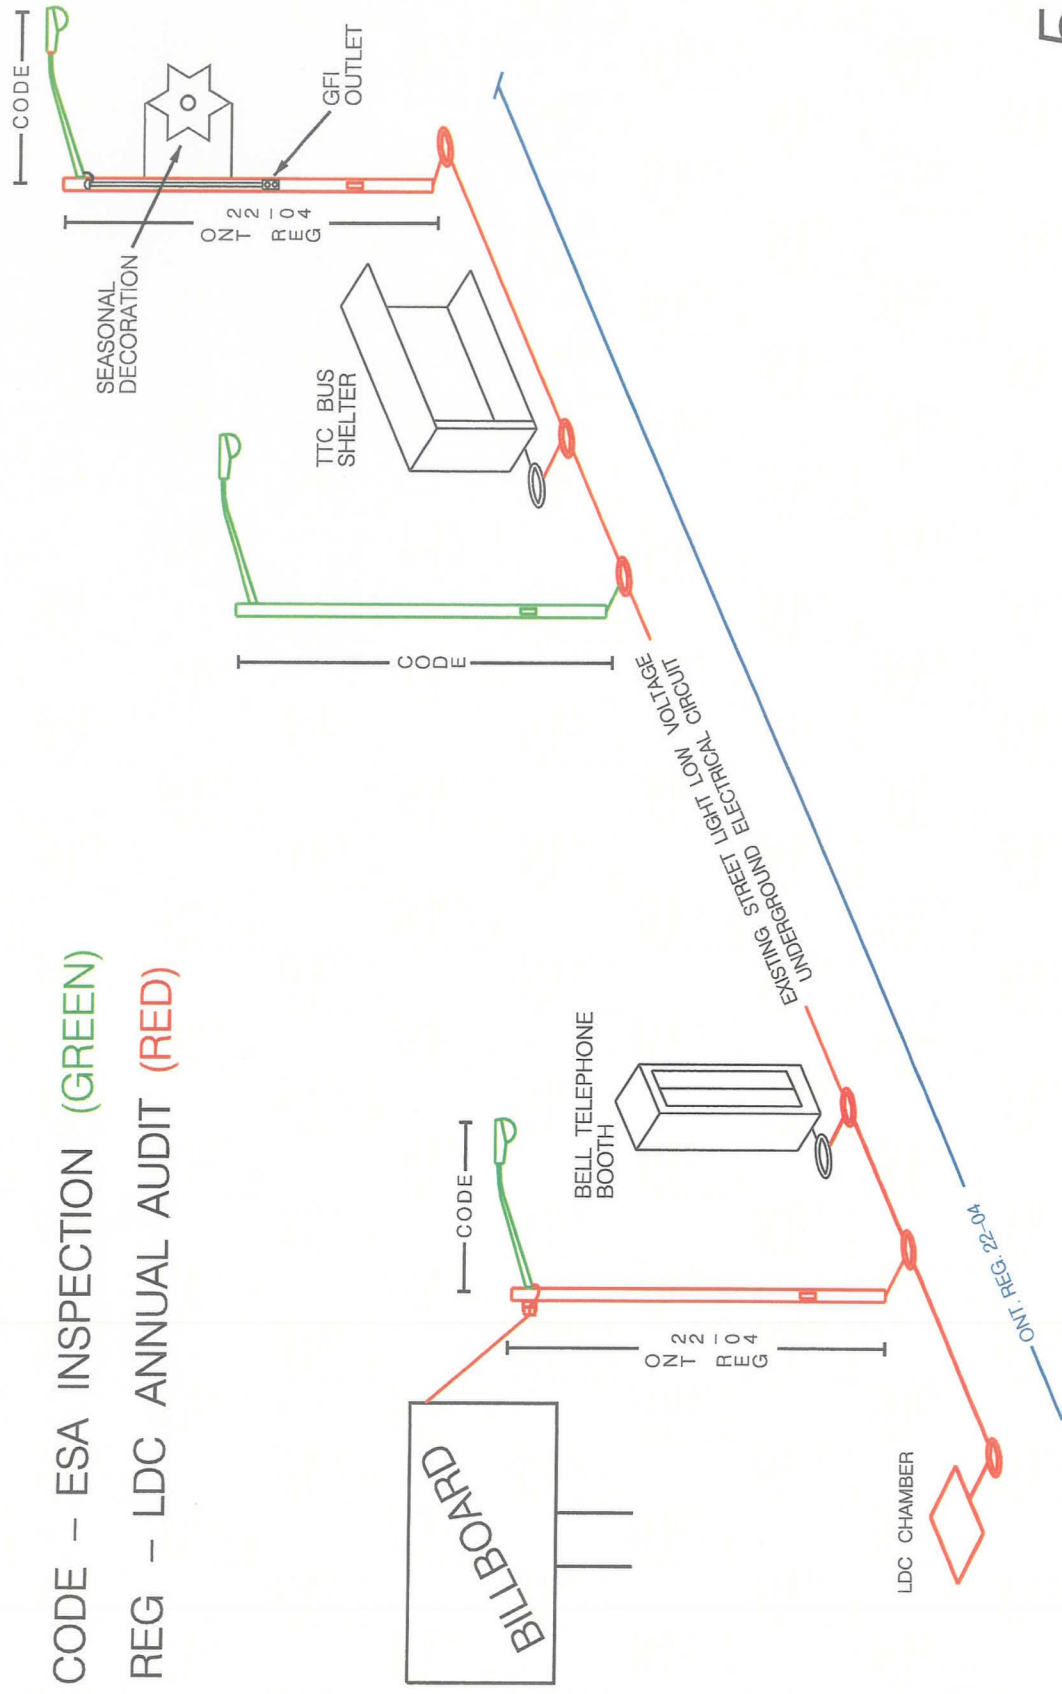 CODE - ESA INSPECTION (GREEN)
REG - LDC ANNUAL AUDIT (RED)
BILLBOARD
ONT REG
22-04
CODE
BELL TELEPHONE
BOOTH
LDC CHAMBER
ONT. REG. 22-04
EXISTING STREET LIGHT LOW VOLTAGE
UNDERGROUND ELECTRICAL CIRCUIT
CODE
TTC BUS
SHELTER
SEASONAL
DECORATION
ONT REG
22-04
CODE
GFI
OUTLET